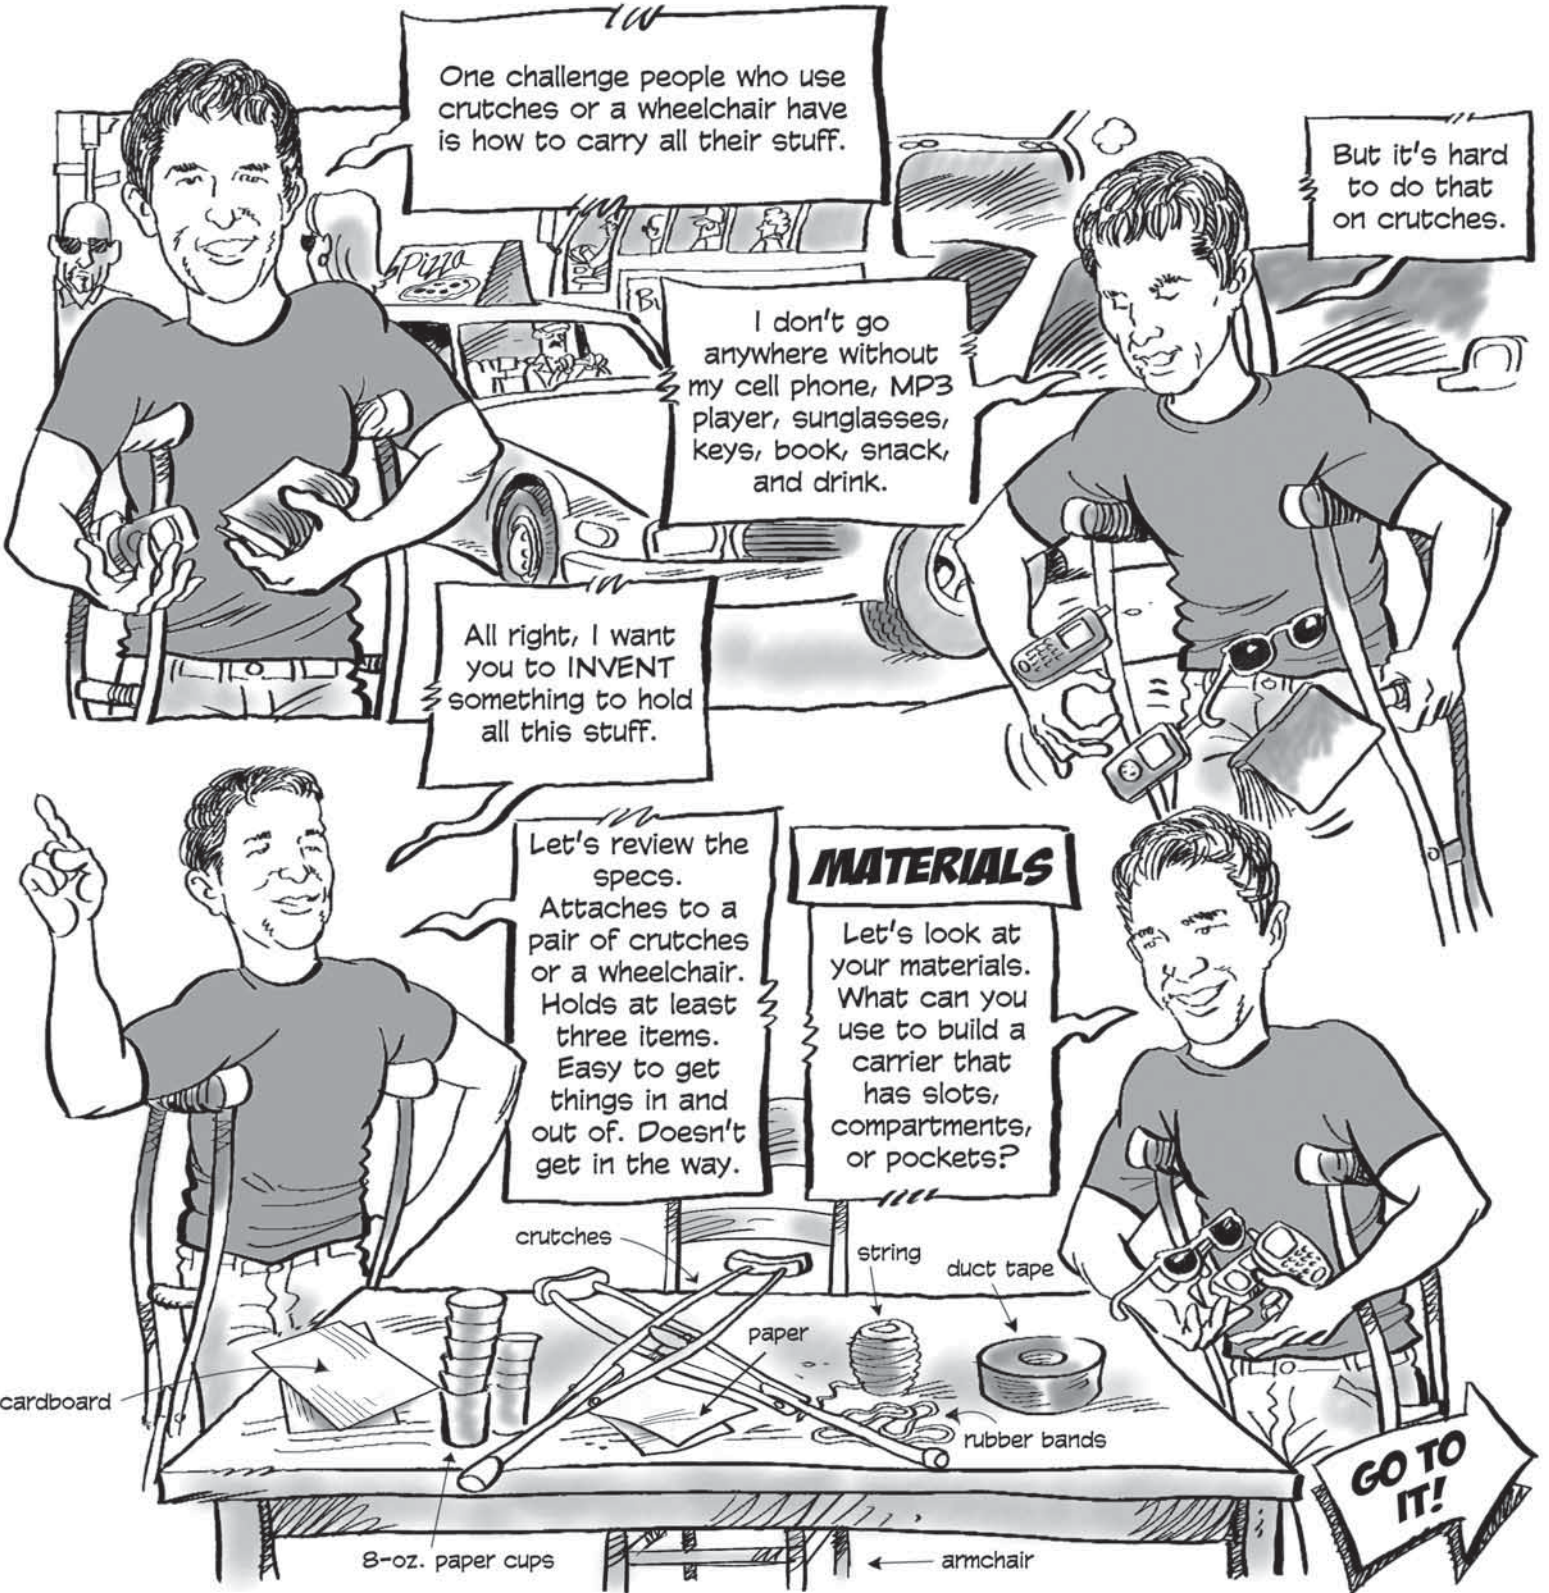 One challenge people who use
crutches or a wheelchair have
is how to carry all their stuff.
Pizza
I don't go
anywhere without
my cell phone, MP3
player, sunglasses,
keys, book, snack,
and drink.
But it's hard
to do that
on crutches.
All right, I want
you to INVENT
something to hold
all this stuff.
Let's review the
specs.
Attaches to a
pair of crutches
or a wheelchair.
Holds at least
three items.
Easy to get
things in and
out of. Doesn't
get in the way.
MATERIALS
Let's look at
your materials.
What can you
use to build a
carrier that
has slots,
compartments,
or pockets?
crutches
string
duct tape
paper
cardboard
rubber bands
8-oz. paper cups
armchair
GO TO
IT!